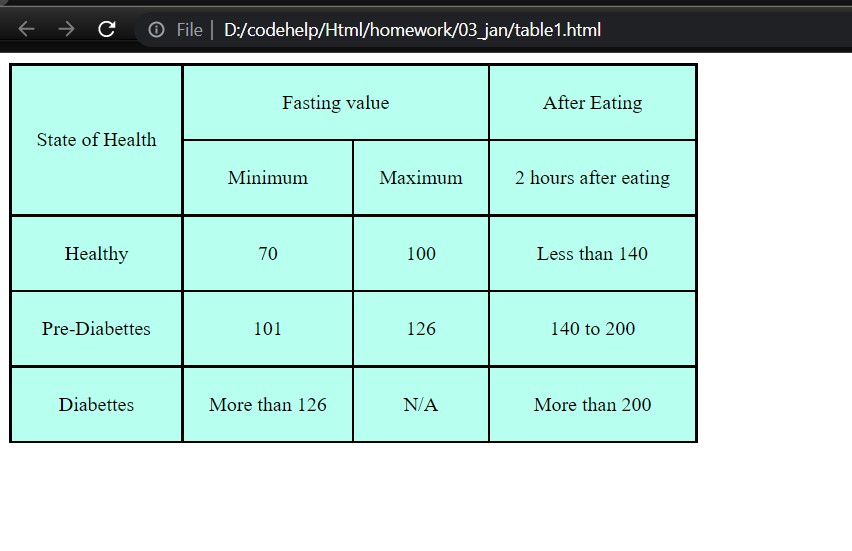 File D:/codehelp/Html/homework/03_jan/table1.html
State of Health Fasting value After Eating
Minimum Maximum 2 hours after eating
Healthy 70 100 Less than 140
Pre-Diabettes 101 126 140 to 200
Diabettes More than 126 N/A More than 200